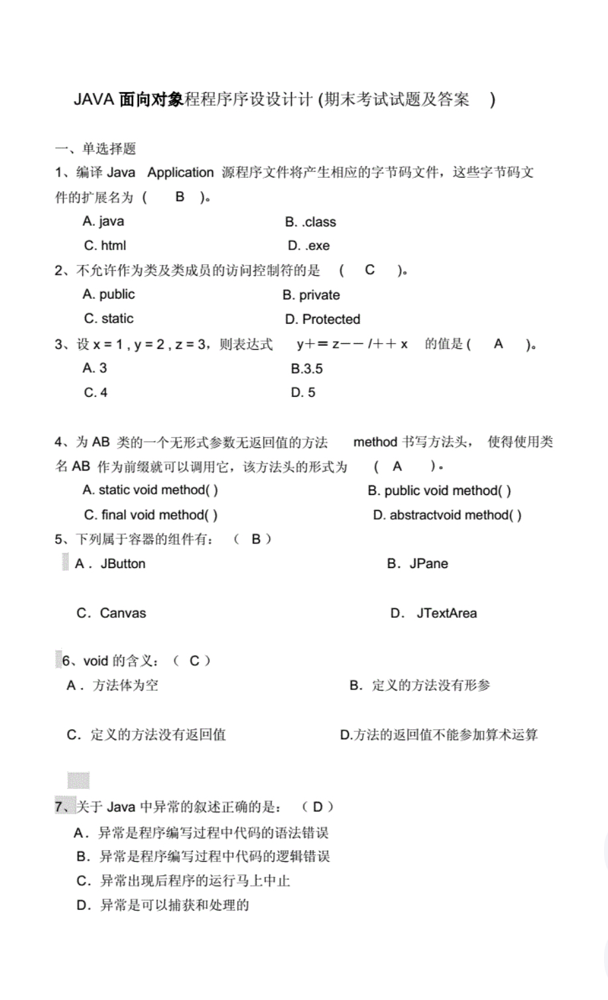 JAVA 面向对象程程序序设设计计 (期末考试试题及答案 )
一、单选择题
1、编译 Java Application 源程序文件将产生相应的字节码文件，这些字节码文
件的扩展名为 ( B )。
A. java B. .class
C. html D. .exe
2、不允许作为类及类成员的访问控制符的是 ( C )。
A. public B. private
C. static D. Protected
3、设 x = 1 , y = 2 , z = 3，则表达式 y＋＝ z－－ /＋＋ x 的值是 ( A )。
A. 3 B.3.5
C. 4 D. 5
4、为 AB 类的一个无形式参数无返回值的方法 method 书写方法头， 使得使用类
名 AB 作为前缀就可以调用它，该方法头的形式为 ( A )。
A. static void method( ) B. public void method( )
C. final void method( ) D. abstractvoid method( )
5、下列属于容器的组件有： （ B ）
A． JButton B．JPane
C．Canvas D． JTextArea
6、void 的含义：（ C ）
A．方法体为空 B．定义的方法没有形参
C．定义的方法没有返回值 D.方法的返回值不能参加算术运算
7、关于 Java 中异常的叙述正确的是： （ D ）
A．异常是程序编写过程中代码的语法错误
B．异常是程序编写过程中代码的逻辑错误
C．异常出现后程序的运行马上中止
D．异常是可以捕获和处理的